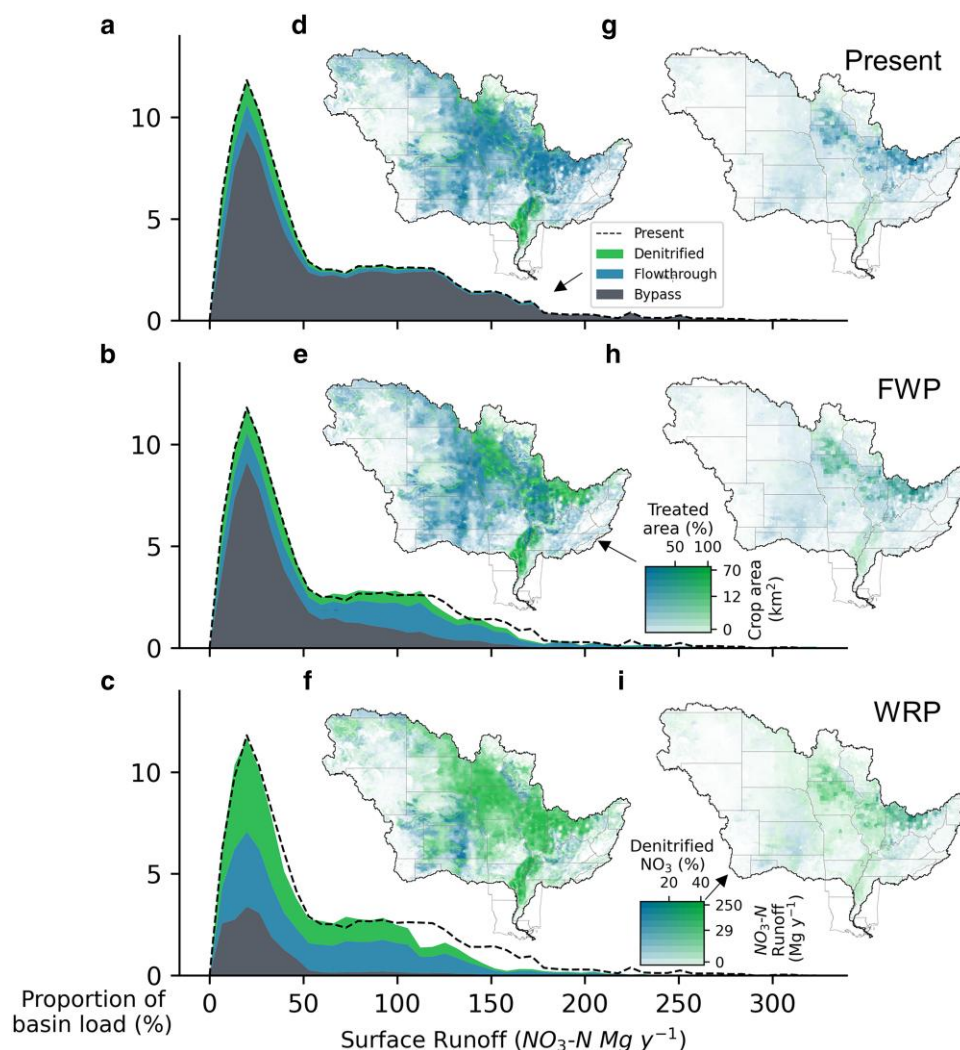 a
d
g
Present
10
5
0
Present
Denitrified
Flowthrough
Bypass
b
e
h
FWP
10
5
0
Treated
area (%)
50 100
70
12
0
Crop area
(km²)
c
f
i
WRP
10
5
0
Denitrified
NO₃ (%)
20 40
250
29
0
NO₃-N
Runoff
(Mg y⁻¹)
Proportion of
basin load (%)
0 50 100 150 200 250 300
Surface Runoff (NO₃-N Mg y⁻¹)